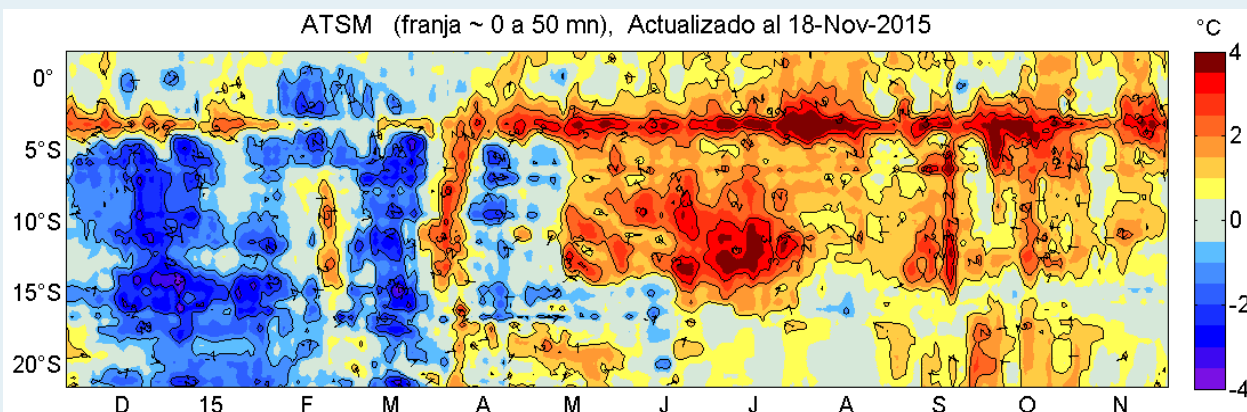 ATSM (franja ~ 0 a 50 mn), Actualizado al 18-Nov-2015
°C
0°
5°S
10°S
15°S
20°S
4
2
0
-2
-4
D 15 F M A M J J A S O N